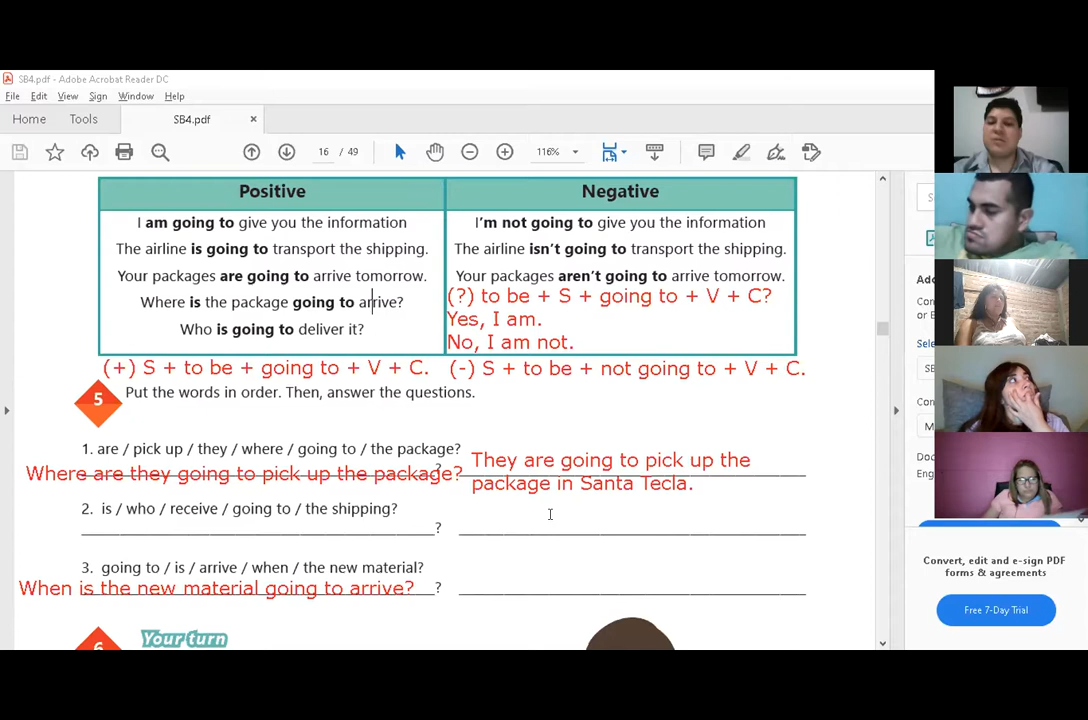 SB4.pdf - Adobe Acrobat Reader DC
File Edit View Sign Window Help
Home Tools SB4.pdf ×
16 / 49 116%
Positive Negative
I am going to give you the information
I'm not going to give you the information
The airline is going to transport the shipping.
The airline isn't going to transport the shipping.
Your packages are going to arrive tomorrow.
Your packages aren't going to arrive tomorrow.
Where is the package going to arrive?
(?) to be + S + going to + V + C?
Who is going to deliver it?
Yes, I am.
No, I am not.
(+) S + to be + going to + V + C.
(-) S + to be + not going to + V + C.
5 Put the words in order. Then, answer the questions.
1. are / pick up / they / where / going to / the package?
Where are they going to pick up the package? ?
They are going to pick up the
package in Santa Tecla.
2. is / who / receive / going to / the shipping?
?
3. going to / is / arrive / when / the new material?
When is the new material going to arrive? ?
6 Your turn
S
Ado
or E
Sel
SB
Con
M
Doc
Eng
Convert, edit and e-sign PDF
forms & agreements
Free 7-Day Trial